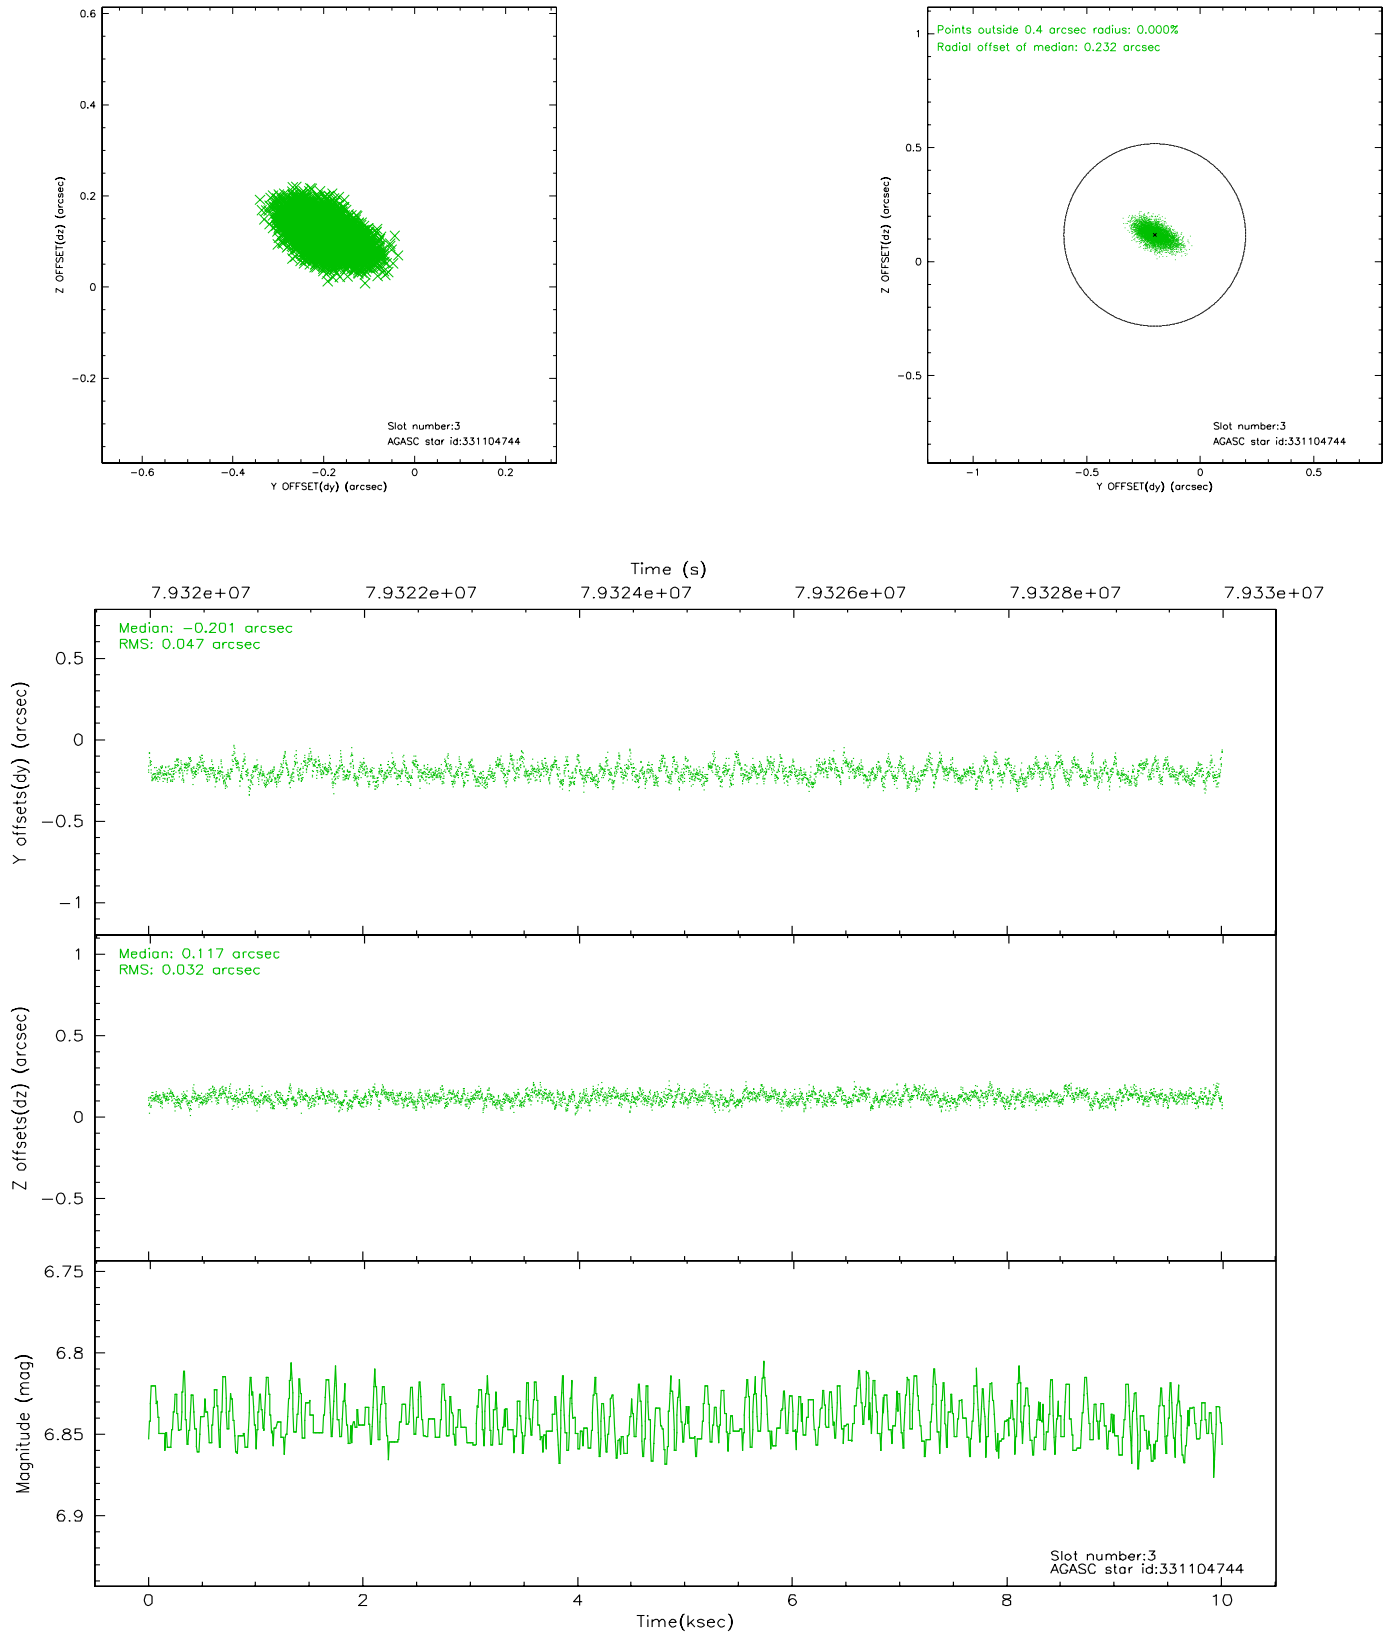 0.6
0.4
0.2
0
−0.2
Z OFFSET(dz) (arcsec)
Slot number:3
AGASC star id:331104744
−0.6 −0.4 −0.2 0 0.2
Y OFFSET(dy) (arcsec)
Points outside 0.4 arcsec radius: 0.000%
Radial offset of median: 0.232 arcsec
1
0.5
0
−0.5
Z OFFSET(dz) (arcsec)
Slot number:3
AGASC star id:331104744
−1 −0.5 0 0.5
Y OFFSET(dy) (arcsec)
Time (s)
7.932e+07 7.9322e+07 7.9324e+07 7.9326e+07 7.9328e+07 7.933e+07
Median: −0.201 arcsec
RMS: 0.047 arcsec
0.5
0
−0.5
−1
Y offsets(dy) (arcsec)
Median: 0.117 arcsec
RMS: 0.032 arcsec
1
0.5
0
−0.5
Z offsets(dz) (arcsec)
6.75
6.8
6.85
6.9
Magnitude (mag)
Slot number:3
AGASC star id:331104744
0 2 4 6 8 10
Time(ksec)